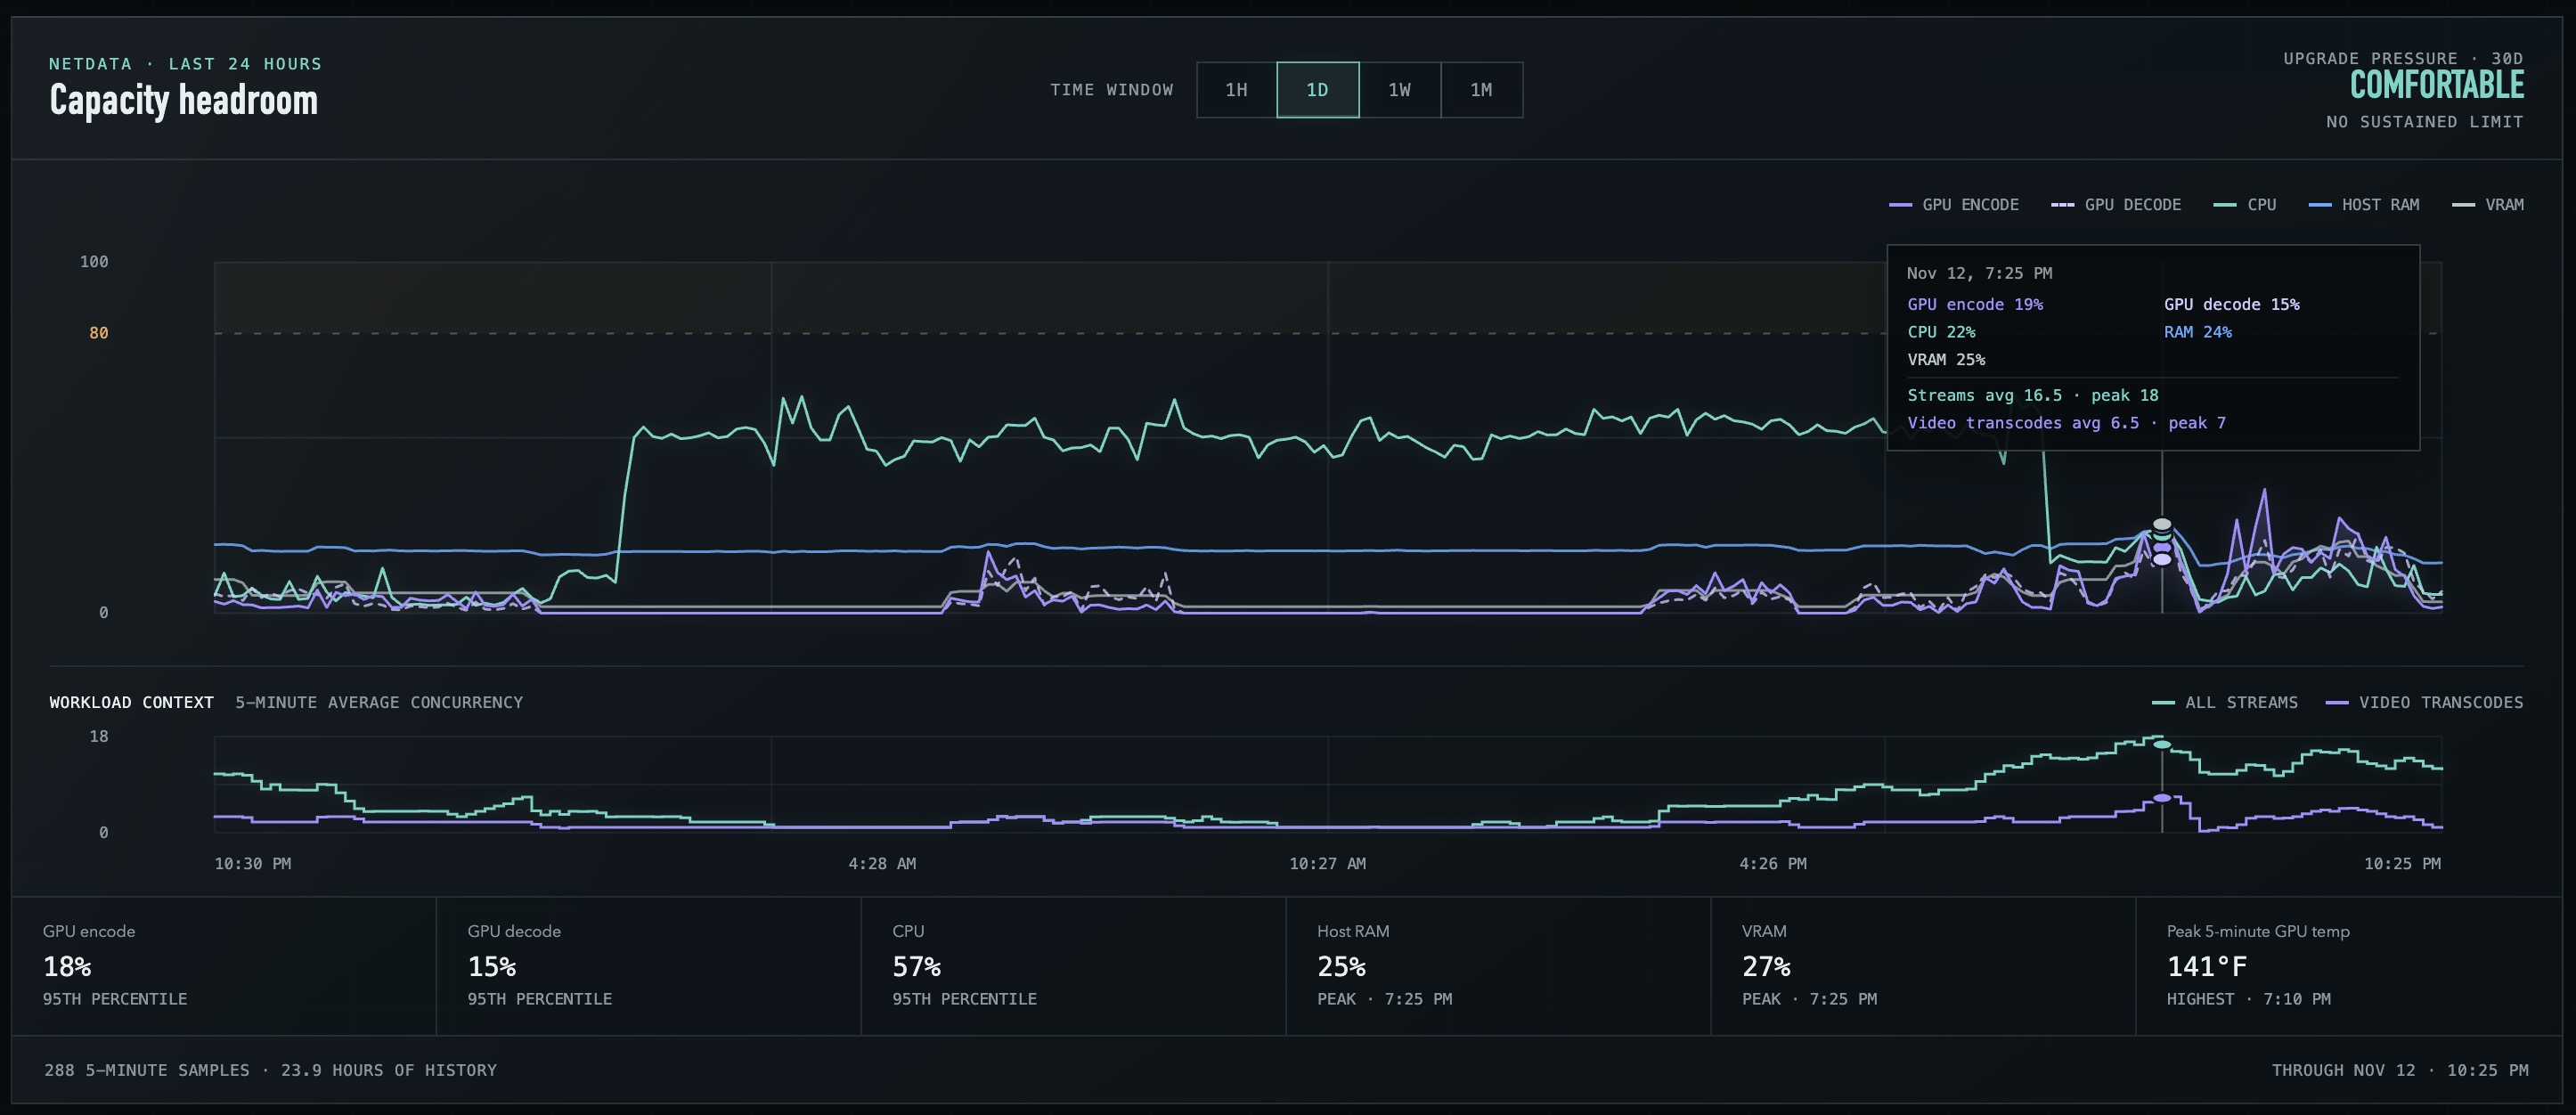 NETDATA · LAST 24 HOURS
Capacity headroom
TIME WINDOW 1H 1D 1W 1M
UPGRADE PRESSURE · 30D
COMFORTABLE
NO SUSTAINED LIMIT
GPU ENCODE GPU DECODE CPU HOST RAM VRAM
100
80
0
Nov 12, 7:25 PM
GPU encode 19% GPU decode 15%
CPU 22% RAM 24%
VRAM 25%
Streams avg 16.5 · peak 18
Video transcodes avg 6.5 · peak 7
WORKLOAD CONTEXT 5-MINUTE AVERAGE CONCURRENCY
ALL STREAMS VIDEO TRANSCODES
18
0
10:30 PM 4:28 AM 10:27 AM 4:26 PM 10:25 PM
GPU encode
18%
95TH PERCENTILE
GPU decode
15%
95TH PERCENTILE
CPU
57%
95TH PERCENTILE
Host RAM
25%
PEAK · 7:25 PM
VRAM
27%
PEAK · 7:25 PM
Peak 5-minute GPU temp
141°F
HIGHEST · 7:10 PM
288 5-MINUTE SAMPLES · 23.9 HOURS OF HISTORY
THROUGH NOV 12 · 10:25 PM